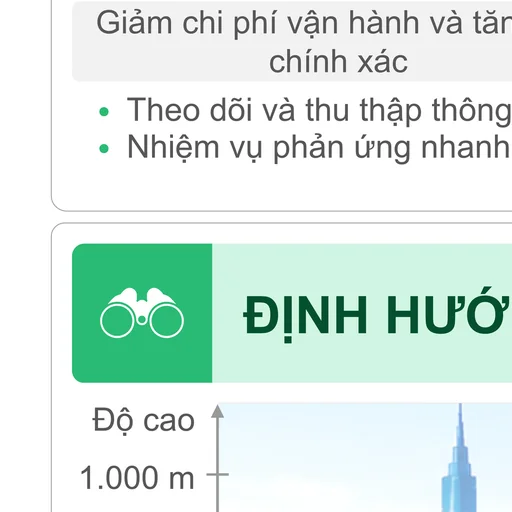 Giảm chi phí vận hành và tăn
chính xác
• Theo dõi và thu thập thông
• Nhiệm vụ phản ứng nhanh
ĐỊNH HƯỚ
Độ cao
1.000 m